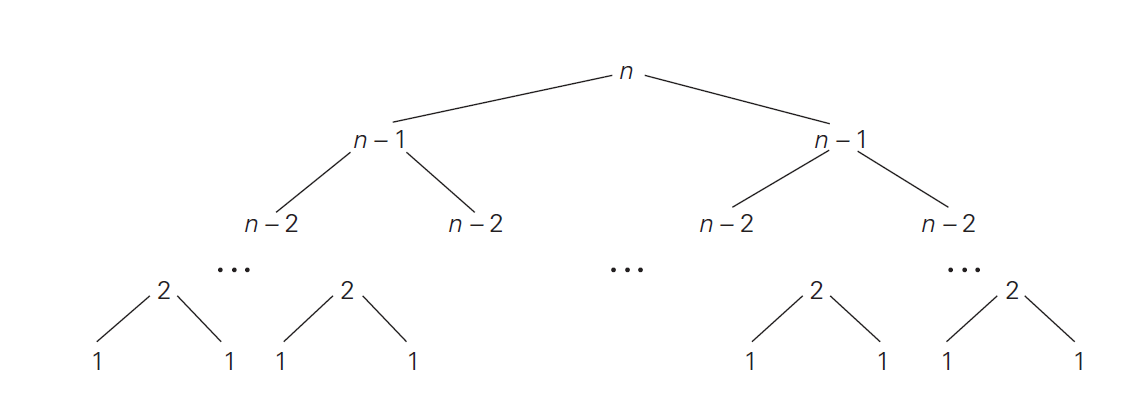 n
n – 1 n – 1
n – 2 n – 2 n – 2 n – 2
... ... ...
2 2 2 2
1 1 1 1 1 1 1 1